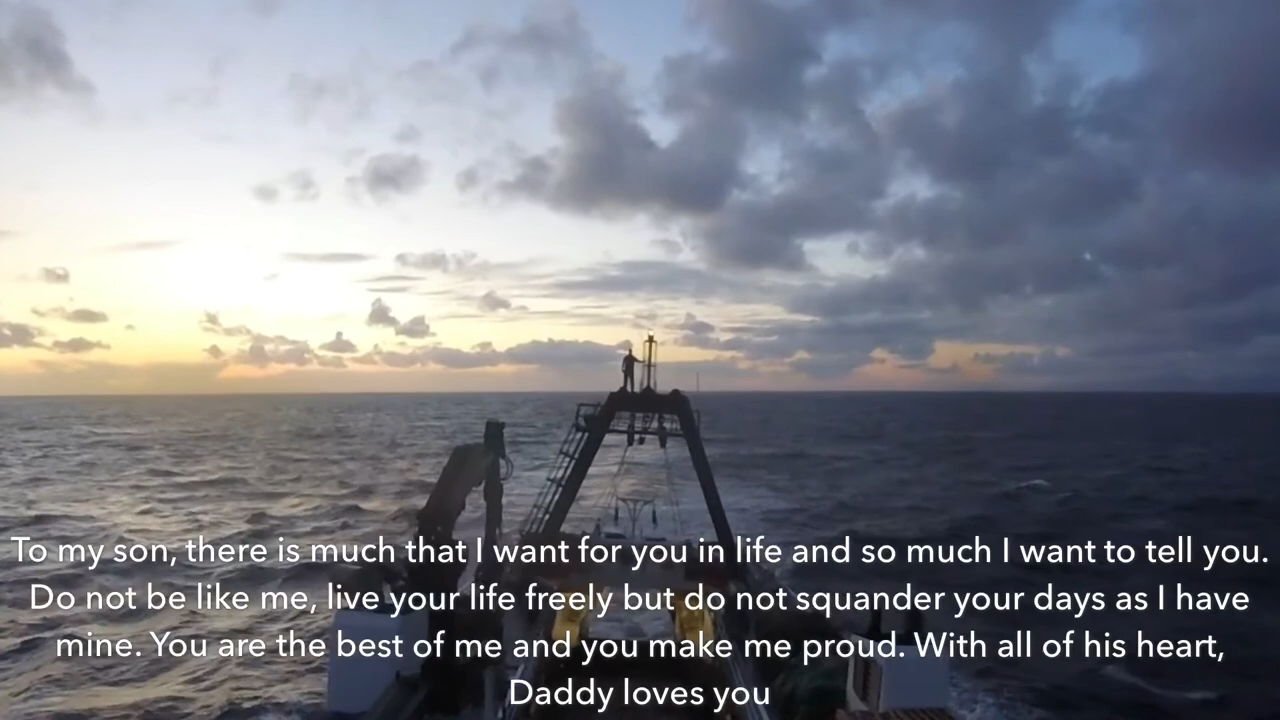 To my son, there is much that I want for you in life and so much I want to tell you.
Do not be like me, live your life freely but do not squander your days as I have
mine. You are the best of me and you make me proud. With all of his heart,
Daddy loves you